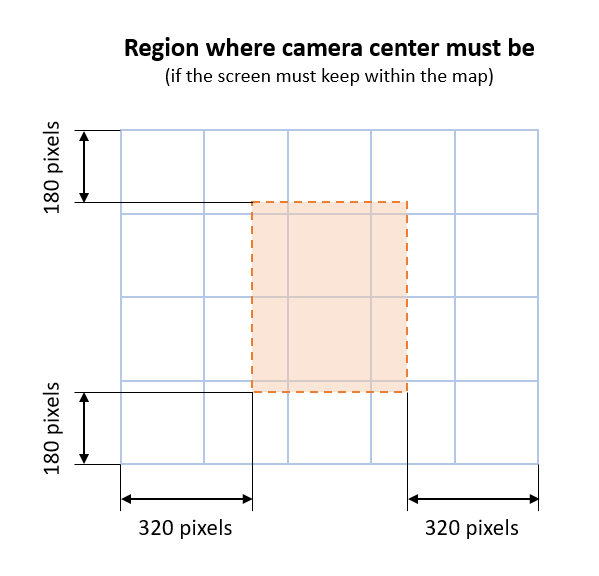 Region where camera center must be
(if the screen must keep within the map)
180 pixels
180 pixels
320 pixels
320 pixels